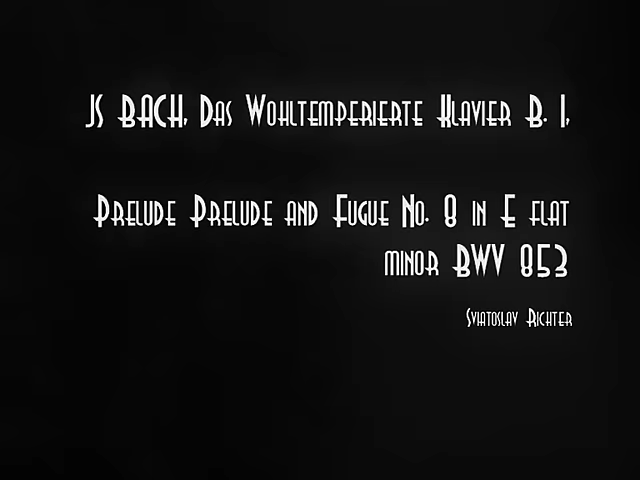 JS BACH, Das Wohltemperierte Klavier B. I,
Prelude Prelude and Fugue No. 8 in E flat
minor BWV 853
Sviatoslav Richter